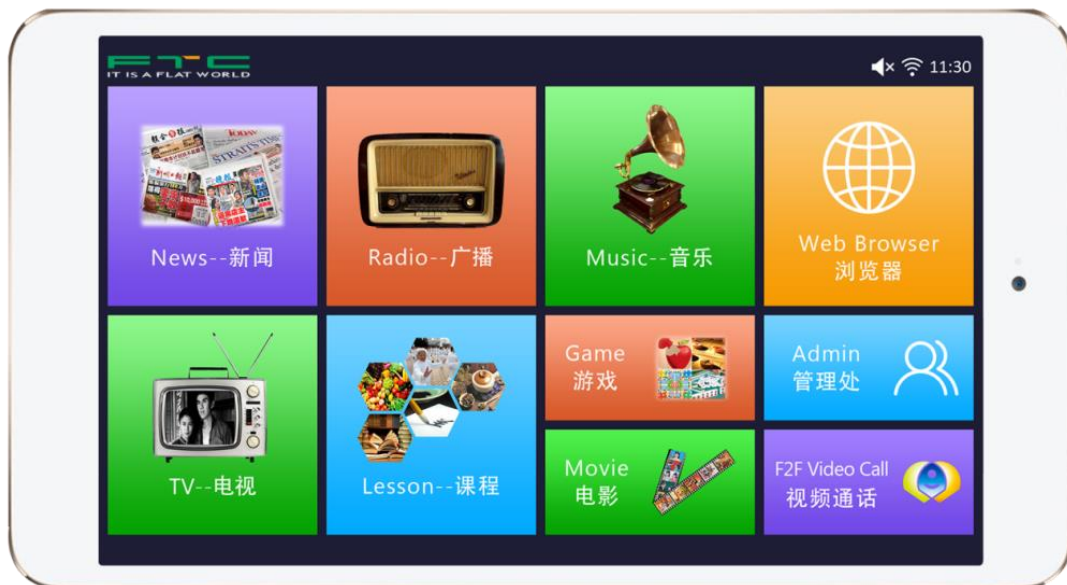 FTC
IT IS A FLAT WORLD
11:30
TODAY
News--新闻
Radio--广播
Music--音乐
Web Browser
浏览器
TV--电视
Lesson--课程
Game
游戏
Admin
管理处
Movie
电影
F2F Video Call
视频通话